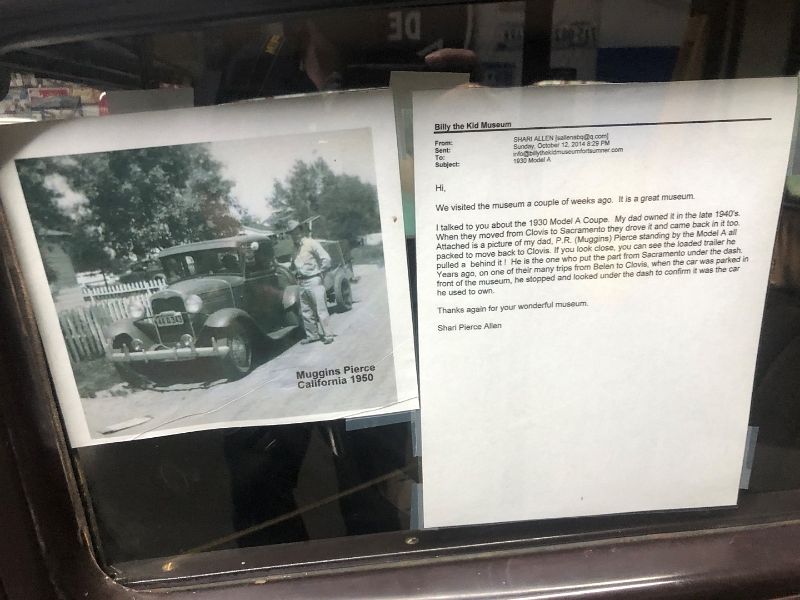 DE
Muggins Pierce
California 1950
Billy the Kid Museum
From: SHARI ALLEN [sallenabq@q.com]
Sent: Sunday, October 12, 2014 8:29 PM
To: info@billythekidmuseumfortsumner.com
Subject: 1930 Model A
Hi,
We visited the museum a couple of weeks ago. It is a great museum.
I talked to you about the 1930 Model A Coupe. My dad owned it in the late 1940's.
When they moved from Clovis to Sacramento they drove it and came back in it too.
Attached is a picture of my dad, P.R. (Muggins) Pierce standing by the Model A all
packed to move back to Clovis. If you look close, you can see the loaded trailer he
pulled a behind it! He is the one who put the part from Sacramento under the dash.
Years ago, on one of their many trips from Belen to Clovis, when the car was parked in
front of the museum, he stopped and looked under the dash to confirm it was the car
he used to own.
Thanks again for your wonderful museum.
Shari Pierce Allen